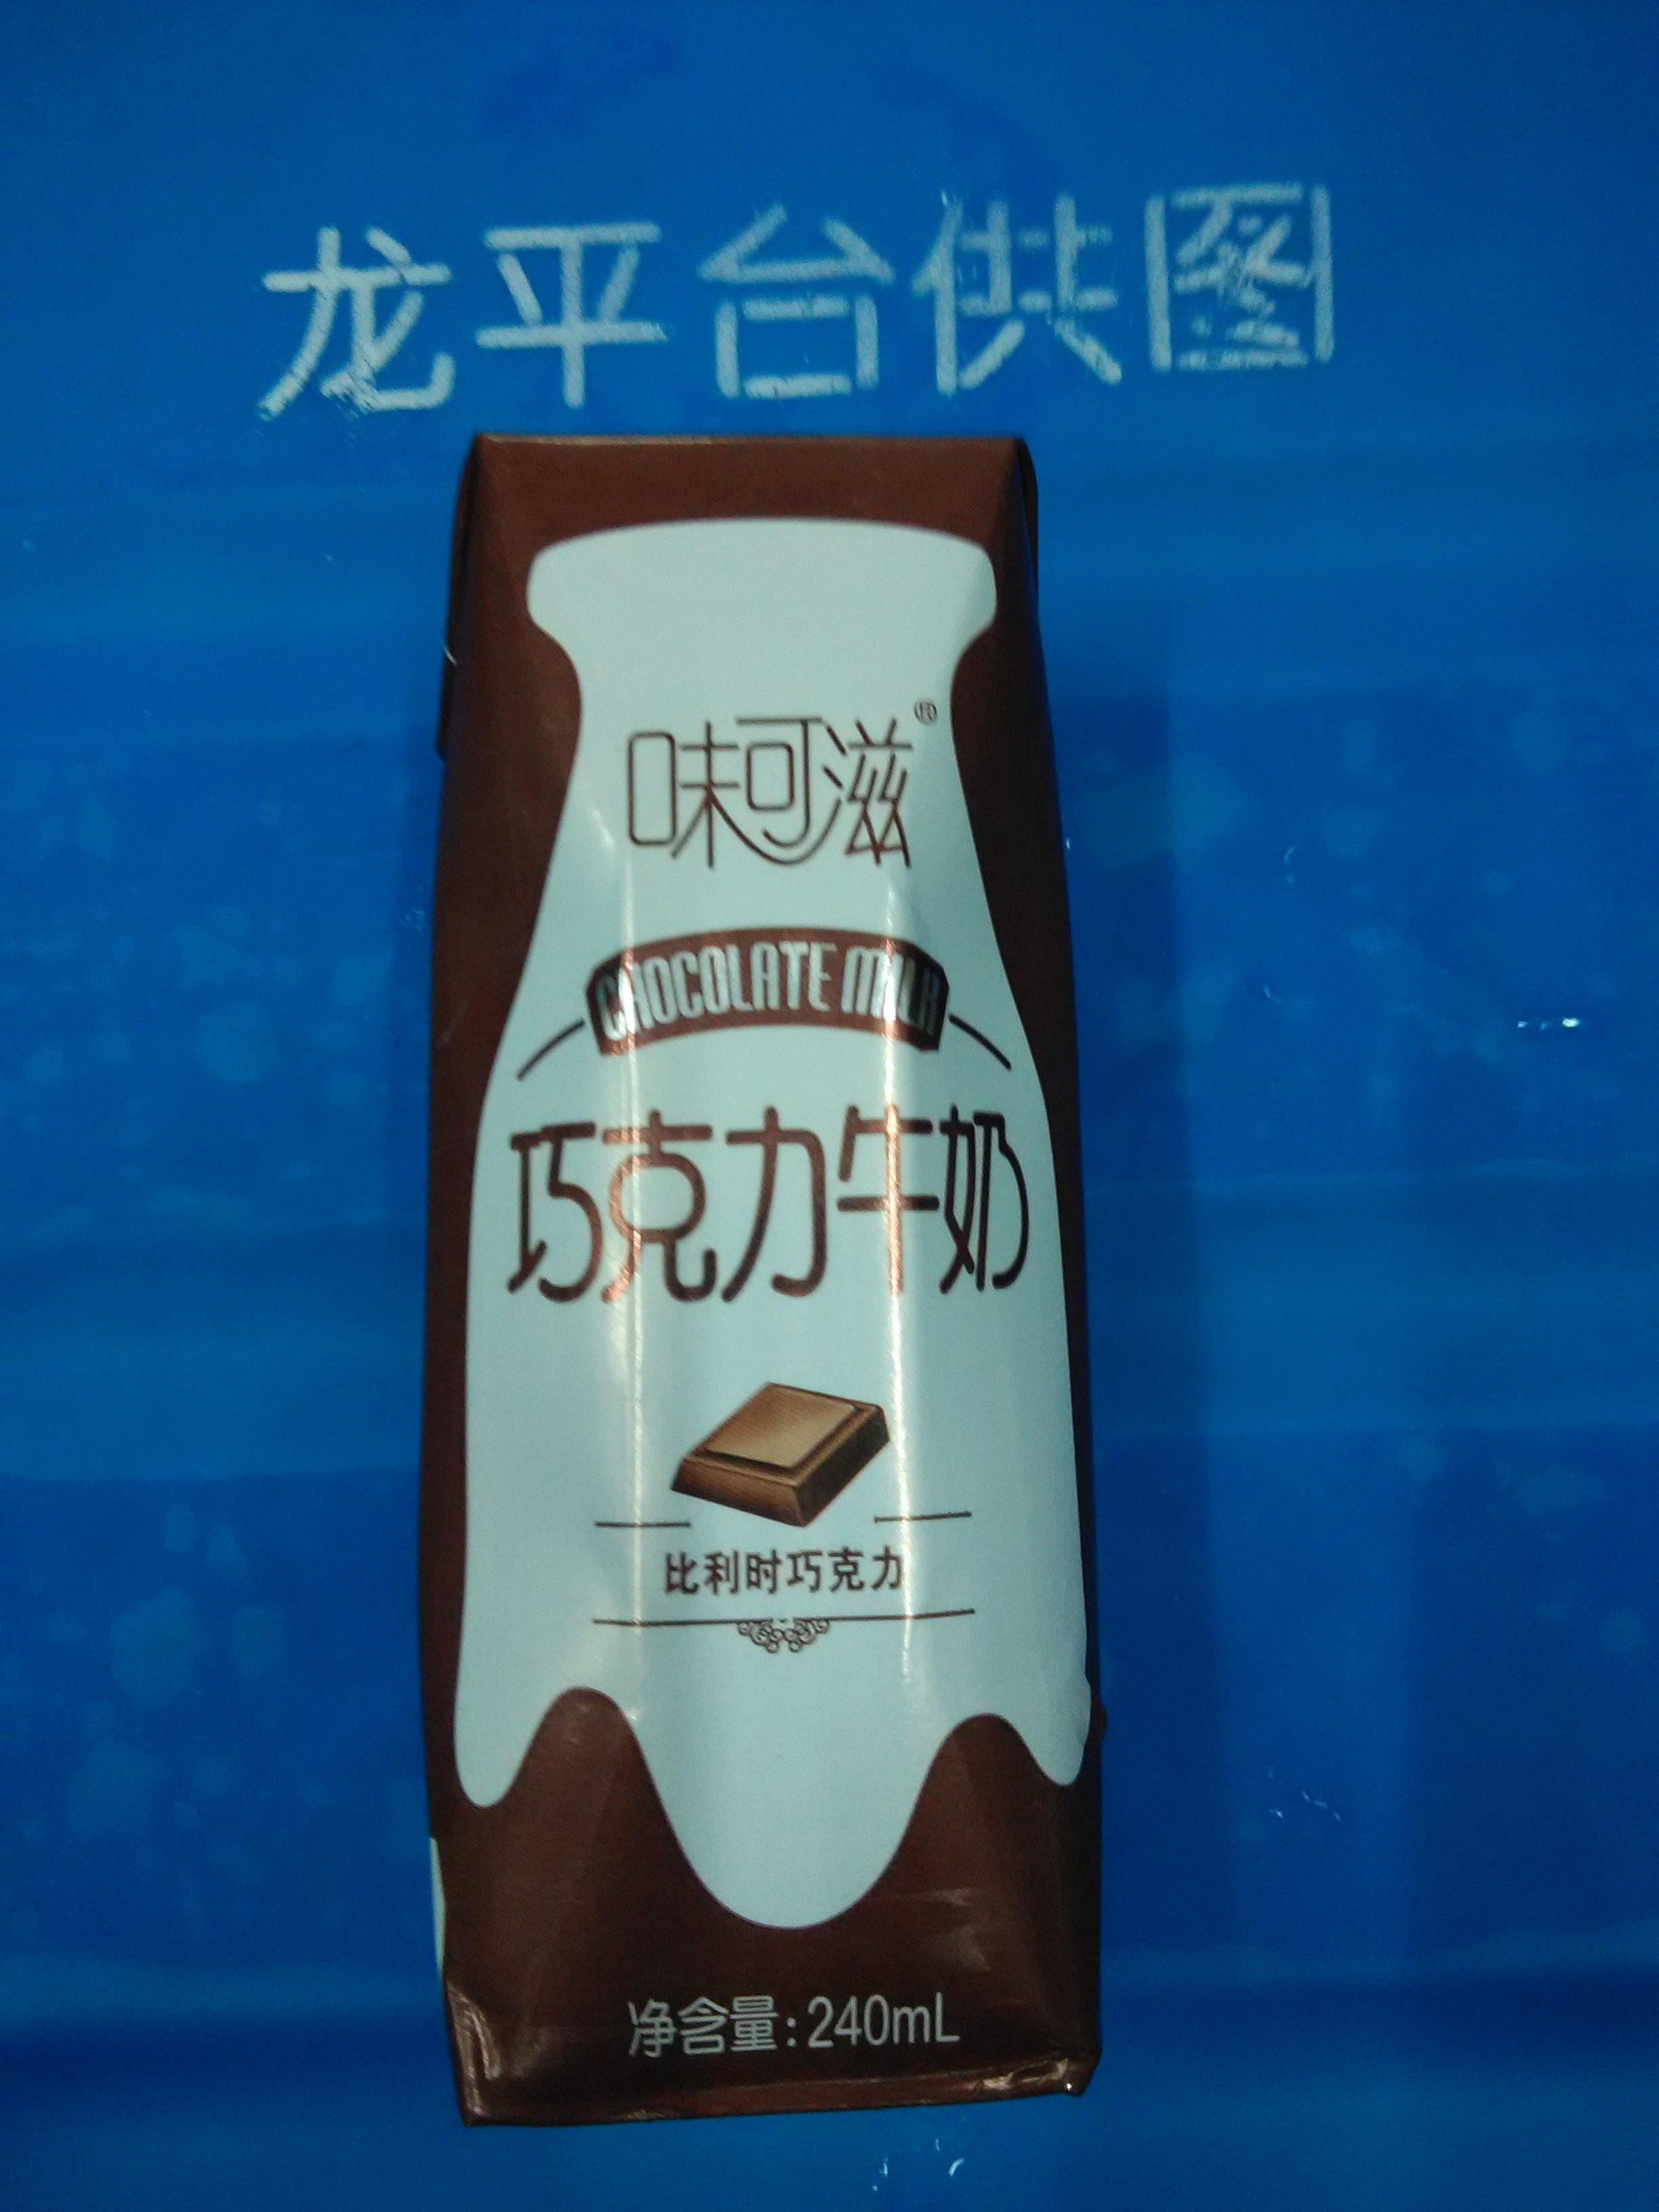 龙平台供图
味可滋®
CHOCOLATE MILK
巧克力牛奶
比利时巧克力
净含量:240mL